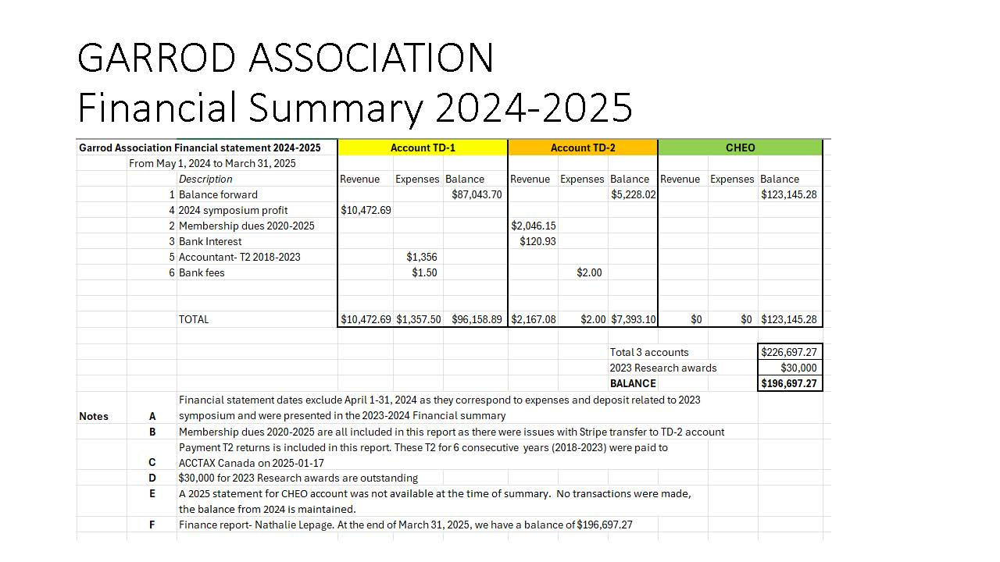 GARROD ASSOCIATION
Financial Summary 2024-2025
Garrod Association Financial statement 2024-2025 Account TD-1 Account TD-2 CHEO
From May 1, 2024 to March 31, 2025
Description Revenue Expenses Balance Revenue Expenses Balance Revenue Expenses Balance
1 Balance forward $87,043.70 $5,228.02 $123,145.28
4 2024 symposium profit $10,472.69
2 Membership dues 2020-2025 $2,046.15
3 Bank Interest $120.93
5 Accountant- T2 2018-2023 $1,356
6 Bank fees $1.50 $2.00
TOTAL $10,472.69 $1,357.50 $96,158.89 $2,167.08 $2.00 $7,393.10 $0 $0 $123,145.28
Total 3 accounts $226,697.27
2023 Research awards $30,000
BALANCE $196,697.27
Financial statement dates exclude April 1-31, 2024 as they correspond to expenses and deposit related to 2023
Notes A symposium and were presented in the 2023-2024 Financial summary
B Membership dues 2020-2025 are all included in this report as there were issues with Stripe transfer to TD-2 account
Payment T2 returns is included in this report. These T2 for 6 consecutive years (2018-2023) were paid to
C ACCTAX Canada on 2025-01-17
D $30,000 for 2023 Research awards are outstanding
E A 2025 statement for CHEO account was not available at the time of summary. No transactions were made,
the balance from 2024 is maintained.
F Finance report- Nathalie Lepage. At the end of March 31, 2025, we have a balance of $196,697.27